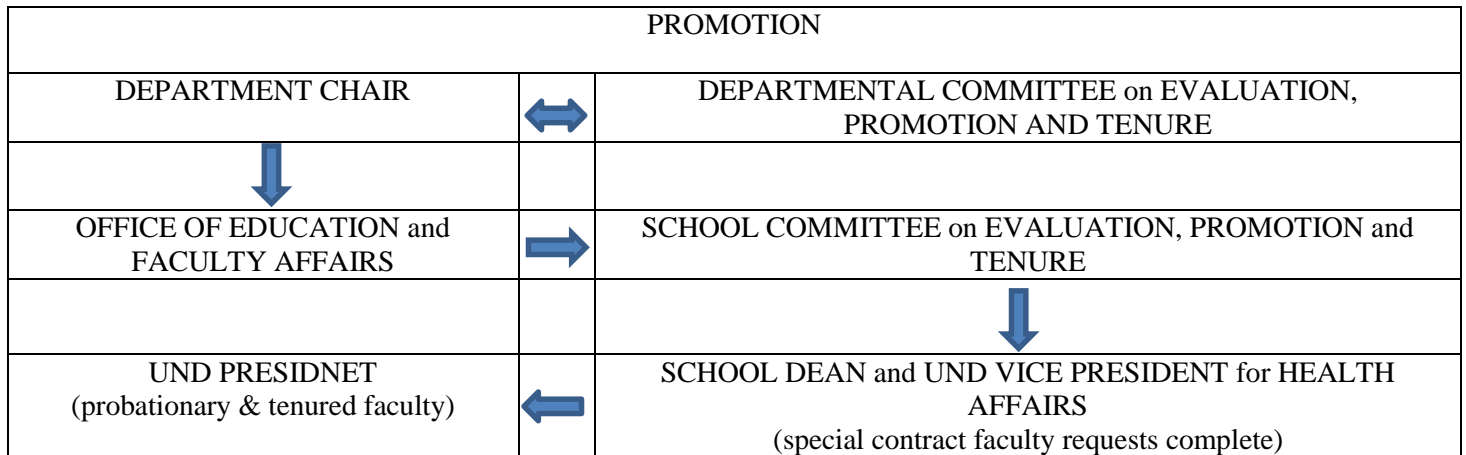 PROMOTION
DEPARTMENT CHAIR
DEPARTMENTAL COMMITTEE on EVALUATION,
PROMOTION AND TENURE
OFFICE OF EDUCATION and
FACULTY AFFAIRS
SCHOOL COMMITTEE on EVALUATION, PROMOTION and
TENURE
UND PRESIDNET
(probationary & tenured faculty)
SCHOOL DEAN and UND VICE PRESIDENT for HEALTH
AFFAIRS
(special contract faculty requests complete)